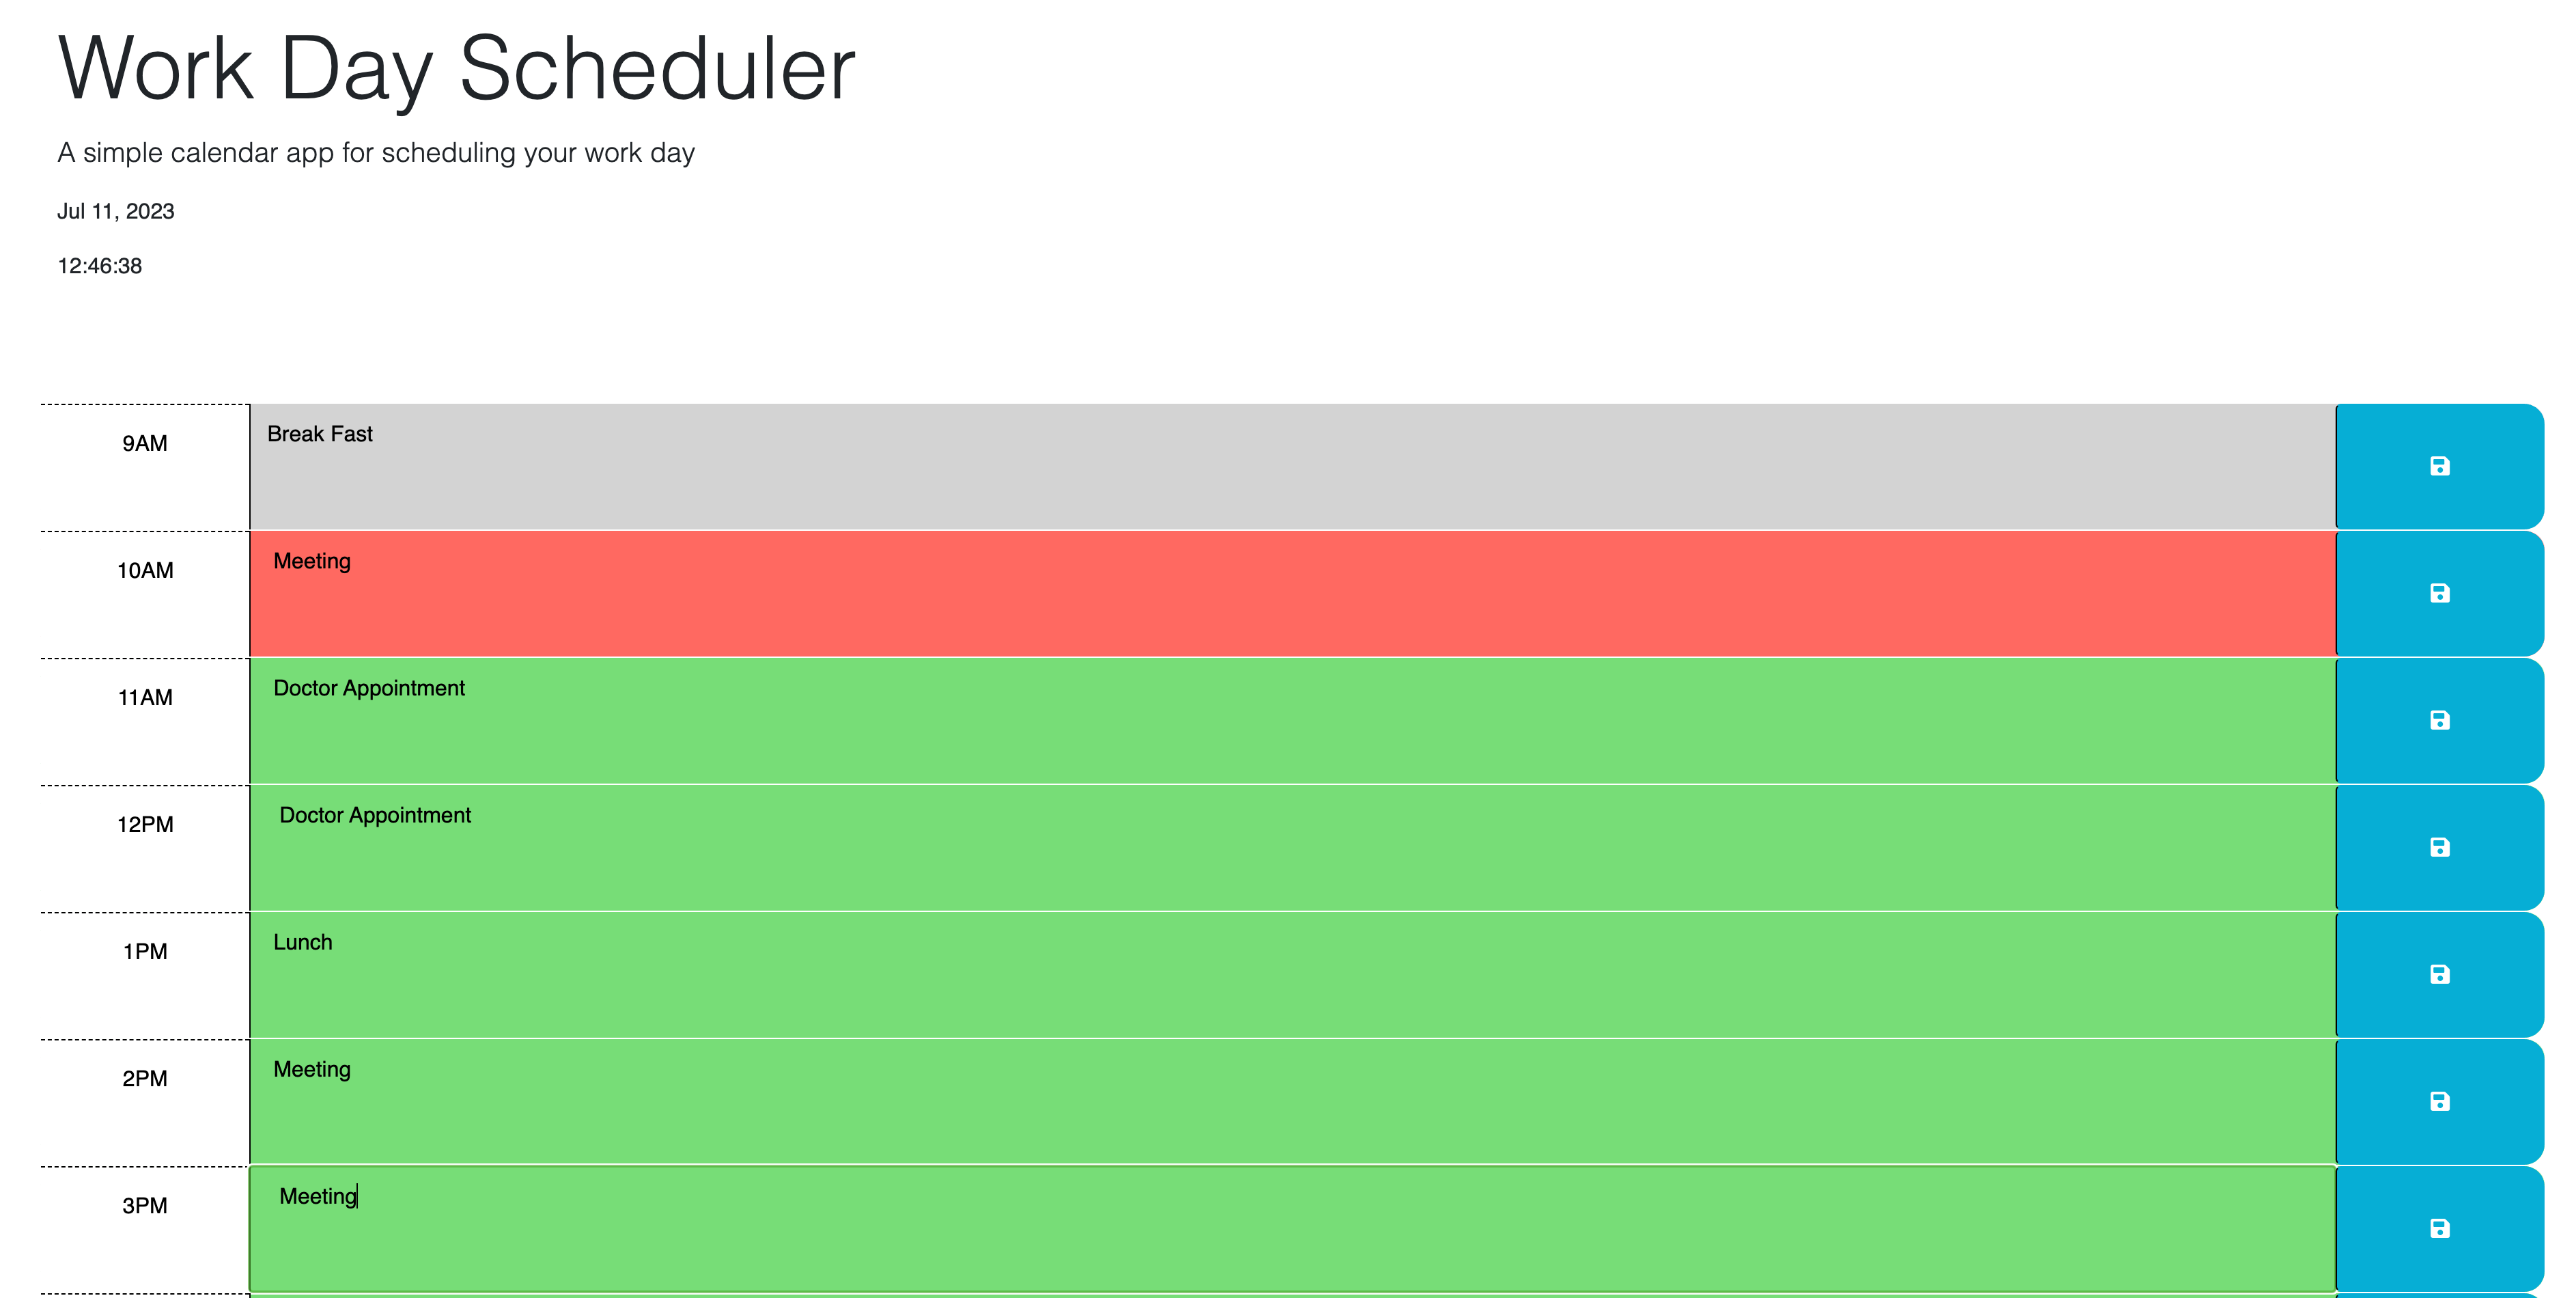 Work Day Scheduler
A simple calendar app for scheduling your work day
Jul 11, 2023
12:46:38
9AM
Break Fast
10AM
Meeting
11AM
Doctor Appointment
12PM
Doctor Appointment
1PM
Lunch
2PM
Meeting
3PM
Meeting